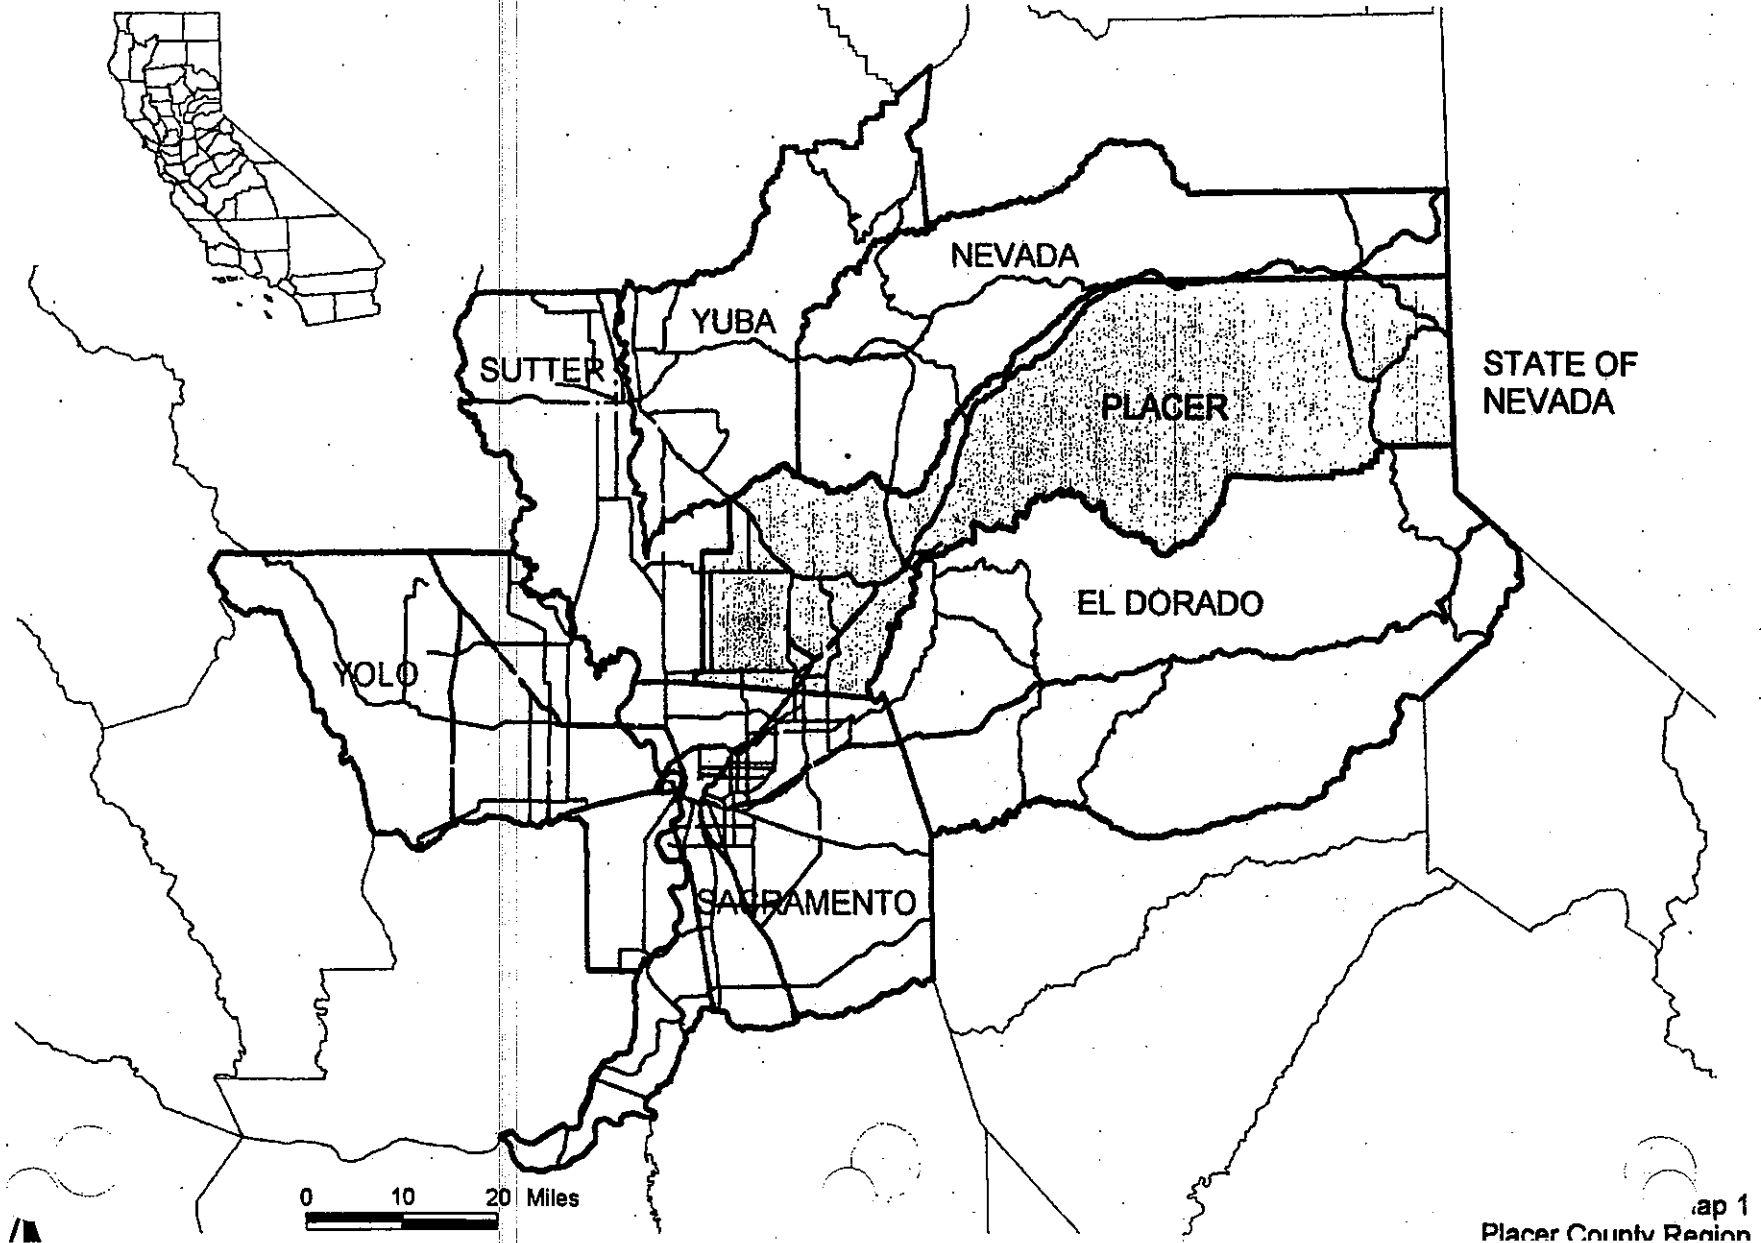 NEVADA
YUBA
SUTTER
STATE OF
NEVADA
PLACER
EL DORADO
YOLO
SACRAMENTO
0 10 20 Miles
ap 1
Placer County Region